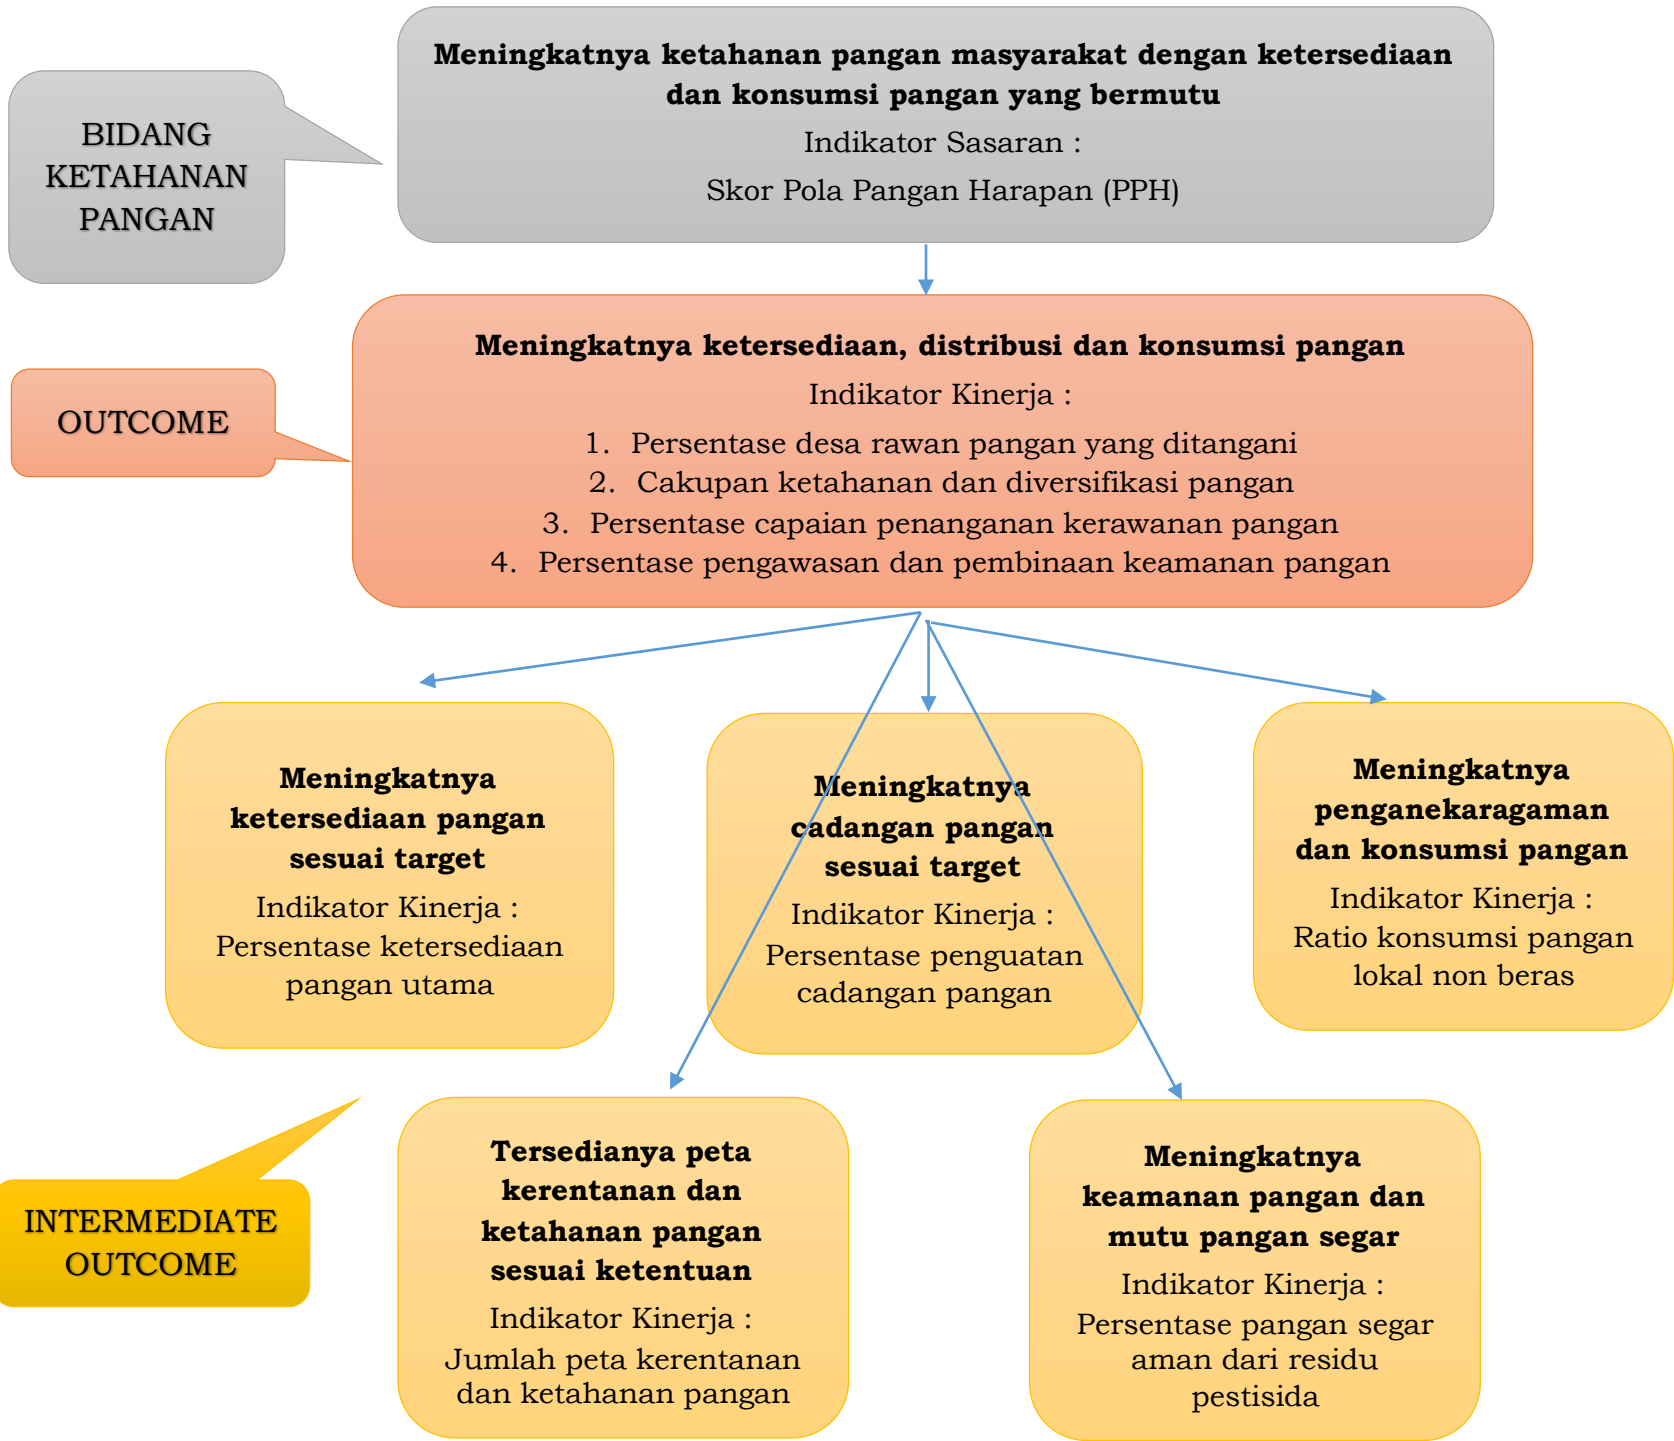 Meningkatnya ketahanan pangan masyarakat dengan ketersediaan
dan konsumsi pangan yang bermutu
Indikator Sasaran :
Skor Pola Pangan Harapan (PPH)
BIDANG
KETAHANAN
PANGAN
Meningkatnya ketersediaan, distribusi dan konsumsi pangan
Indikator Kinerja :
1. Persentase desa rawan pangan yang ditangani
2. Cakupan ketahanan dan diversifikasi pangan
3. Persentase capaian penanganan kerawanan pangan
4. Persentase pengawasan dan pembinaan keamanan pangan
OUTCOME
Meningkatnya
ketersediaan pangan
sesuai target
Indikator Kinerja :
Persentase ketersediaan
pangan utama
Meningkatnya
cadangan pangan
sesuai target
Indikator Kinerja :
Persentase penguatan
cadangan pangan
Meningkatnya
penganekaragaman
dan konsumsi pangan
Indikator Kinerja :
Ratio konsumsi pangan
lokal non beras
INTERMEDIATE
OUTCOME
Tersedianya peta
kerentanan dan
ketahanan pangan
sesuai ketentuan
Indikator Kinerja :
Jumlah peta kerentanan
dan ketahanan pangan
Meningkatnya
keamanan pangan dan
mutu pangan segar
Indikator Kinerja :
Persentase pangan segar
aman dari residu
pestisida